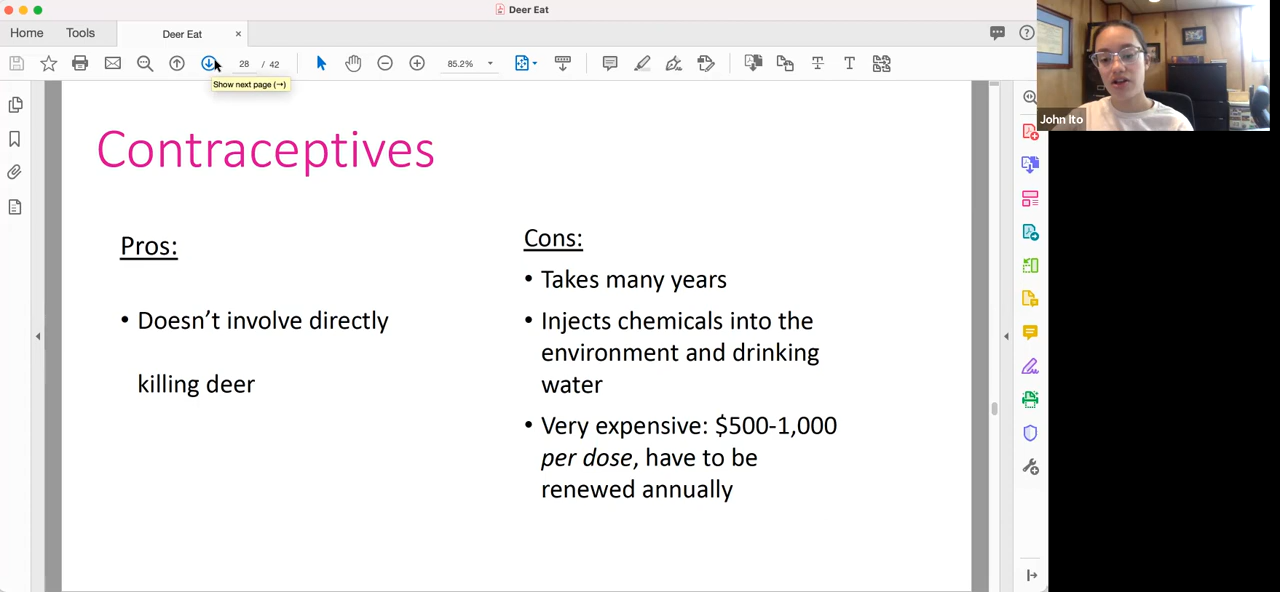 Deer Eat
Home
Tools
Deer Eat
×
28 / 42
85.2%
Show next page (→)
John Ito
Contraceptives
Pros:
• Doesn’t involve directly
killing deer
Cons:
• Takes many years
• Injects chemicals into the
environment and drinking
water
• Very expensive: $500-1,000
per dose, have to be
renewed annually